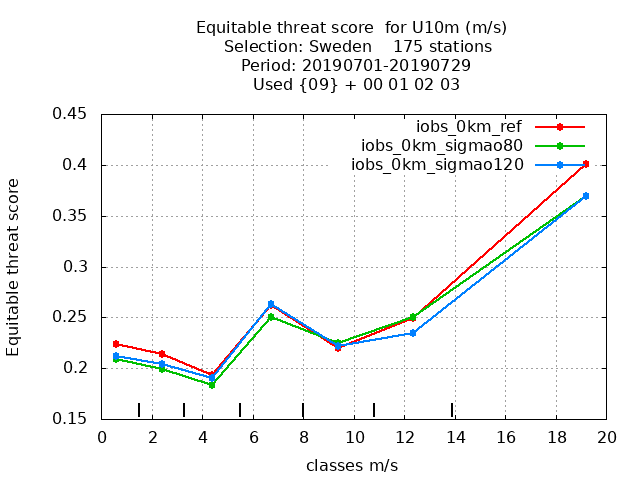 Equitable threat score  for U10m (m/s)
Selection: Sweden    175 stations
Period: 20190701-20190729
Used {09} + 00 01 02 03
iobs_0km_ref
iobs_0km_sigmao80
iobs_0km_sigmao120
Equitable threat score
0.45
0.4
0.35
0.3
0.25
0.2
0.15
0 2 4 6 8 10 12 14 16 18 20
classes m/s